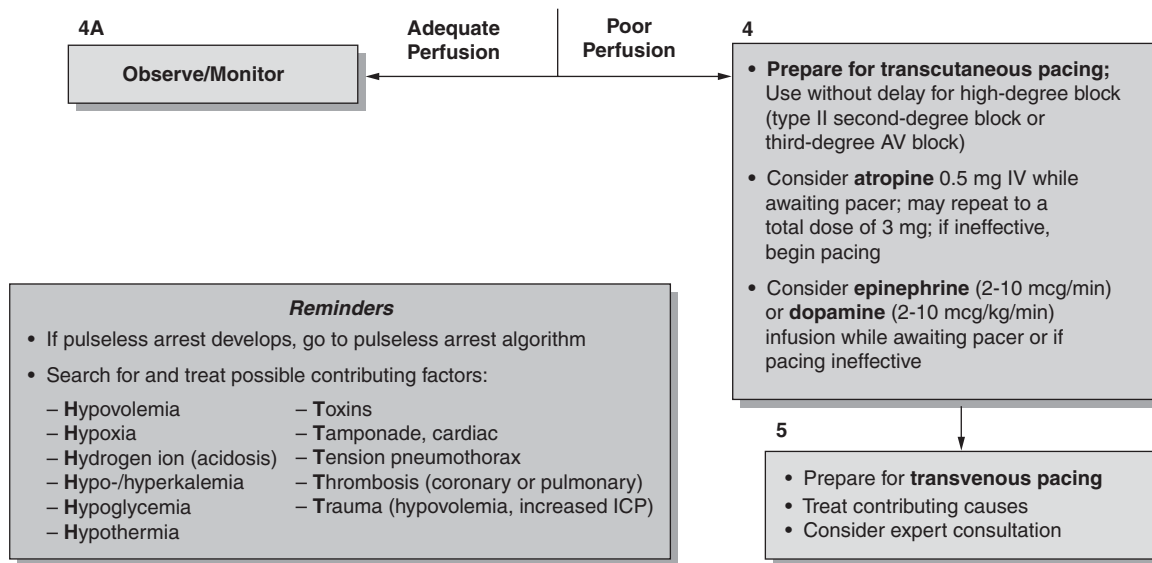 4A
Observe/Monitor
Adequate
Perfusion
Poor
Perfusion
4
• Prepare for transcutaneous pacing;
Use without delay for high-degree block
(type II second-degree block or
third-degree AV block)
• Consider atropine 0.5 mg IV while
awaiting pacer; may repeat to a
total dose of 3 mg; if ineffective,
begin pacing
• Consider epinephrine (2-10 mcg/min)
or dopamine (2-10 mcg/kg/min)
infusion while awaiting pacer or if
pacing ineffective
Reminders
• If pulseless arrest develops, go to pulseless arrest algorithm
• Search for and treat possible contributing factors:
– Hypovolemia
– Hypoxia
– Hydrogen ion (acidosis)
– Hypo-/hyperkalemia
– Hypoglycemia
– Hypothermia
– Toxins
– Tamponade, cardiac
– Tension pneumothorax
– Thrombosis (coronary or pulmonary)
– Trauma (hypovolemia, increased ICP)
5
• Prepare for transvenous pacing
• Treat contributing causes
• Consider expert consultation